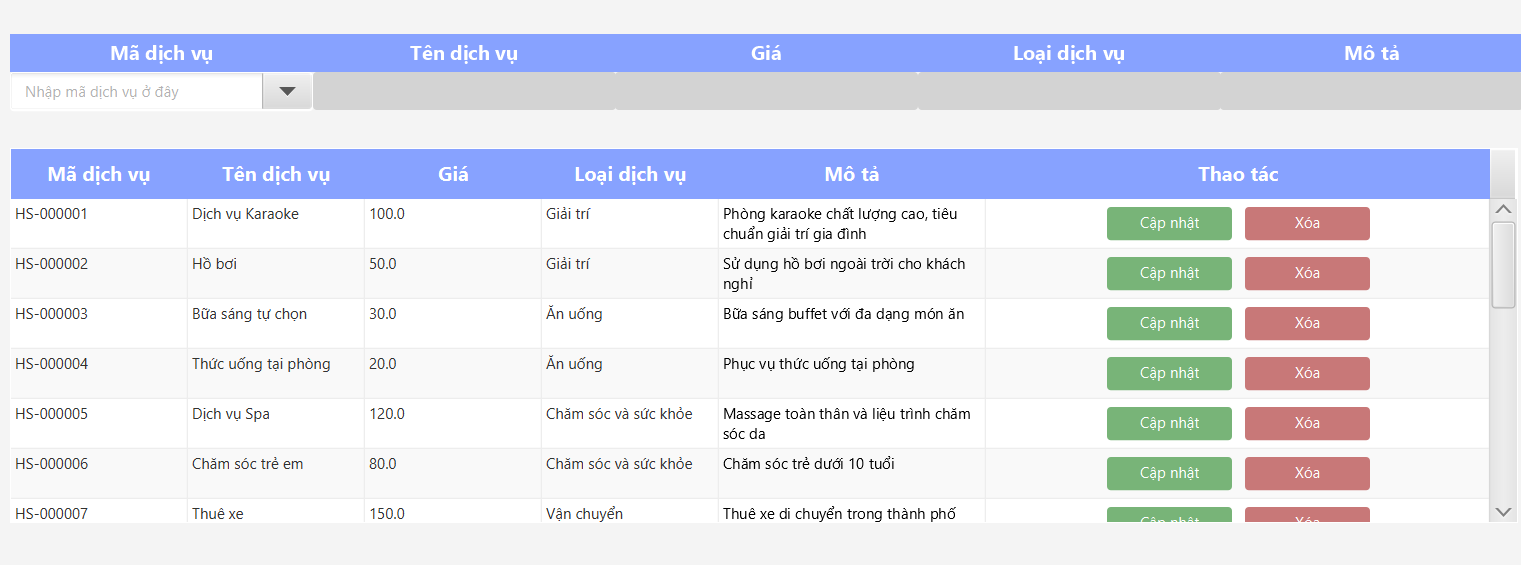 Mã dịch vụ Tên dịch vụ Giá Loại dịch vụ Mô tả
Nhập mã dịch vụ ở đây
Mã dịch vụ Tên dịch vụ Giá Loại dịch vụ Mô tả Thao tác
HS-000001 Dịch vụ Karaoke 100.0 Giải trí Phòng karaoke chất lượng cao, tiêu chuẩn giải trí gia đình Cập nhật Xóa
HS-000002 Hồ bơi 50.0 Giải trí Sử dụng hồ bơi ngoài trời cho khách nghỉ Cập nhật Xóa
HS-000003 Bữa sáng tự chọn 30.0 Ăn uống Bữa sáng buffet với đa dạng món ăn Cập nhật Xóa
HS-000004 Thức uống tại phòng 20.0 Ăn uống Phục vụ thức uống tại phòng Cập nhật Xóa
HS-000005 Dịch vụ Spa 120.0 Chăm sóc và sức khỏe Massage toàn thân và liệu trình chăm sóc da Cập nhật Xóa
HS-000006 Chăm sóc trẻ em 80.0 Chăm sóc và sức khỏe Chăm sóc trẻ dưới 10 tuổi Cập nhật Xóa
HS-000007 Thuê xe 150.0 Vận chuyển Thuê xe di chuyển trong thành phố Cập nhật Xóa